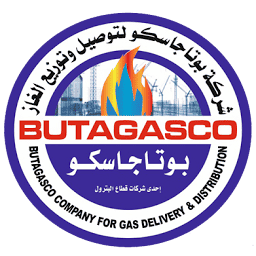 شركة بوتاجاسكو لتوصيل وتوزيع الغاز
BUTAGASCO
بوتاجاسكو
إحدى شركات قطاع البترول
BUTAGASCO COMPANY FOR GAS DELIVERY & DISTRIBUTION